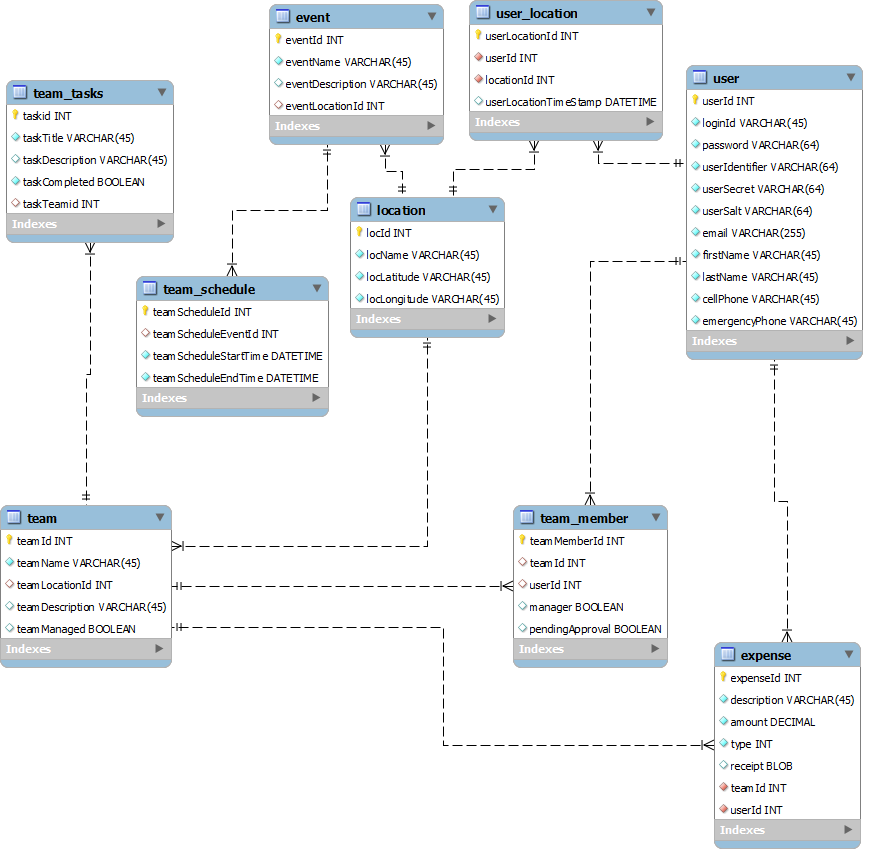 event
eventId INT
eventName VARCHAR(45)
eventDescription VARCHAR(45)
eventLocationId INT
Indexes
user_location
userLocationId INT
userId INT
locationId INT
userLocationTimeStamp DATETIME
Indexes
user
userId INT
loginId VARCHAR(45)
password VARCHAR(64)
userIdentifier VARCHAR(64)
userSecret VARCHAR(64)
userSalt VARCHAR(64)
email VARCHAR(255)
firstName VARCHAR(45)
lastName VARCHAR(45)
cellPhone VARCHAR(45)
emergencyPhone VARCHAR(45)
Indexes
team_tasks
taskid INT
taskTitle VARCHAR(45)
taskDescription VARCHAR(45)
taskCompleted BOOLEAN
taskTeamid INT
Indexes
location
locId INT
locName VARCHAR(45)
locLatitude VARCHAR(45)
locLongitude VARCHAR(45)
Indexes
team_schedule
teamScheduleId INT
teamScheduleEventId INT
teamScheduleStartTime DATETIME
teamScheduleEndTime DATETIME
Indexes
team
teamId INT
teamName VARCHAR(45)
teamLocationId INT
teamDescription VARCHAR(45)
teamManaged BOOLEAN
Indexes
team_member
teamMemberId INT
teamId INT
userId INT
manager BOOLEAN
pendingApproval BOOLEAN
Indexes
expense
expenseId INT
description VARCHAR(45)
amount DECIMAL
type INT
receipt BLOB
teamId INT
userId INT
Indexes